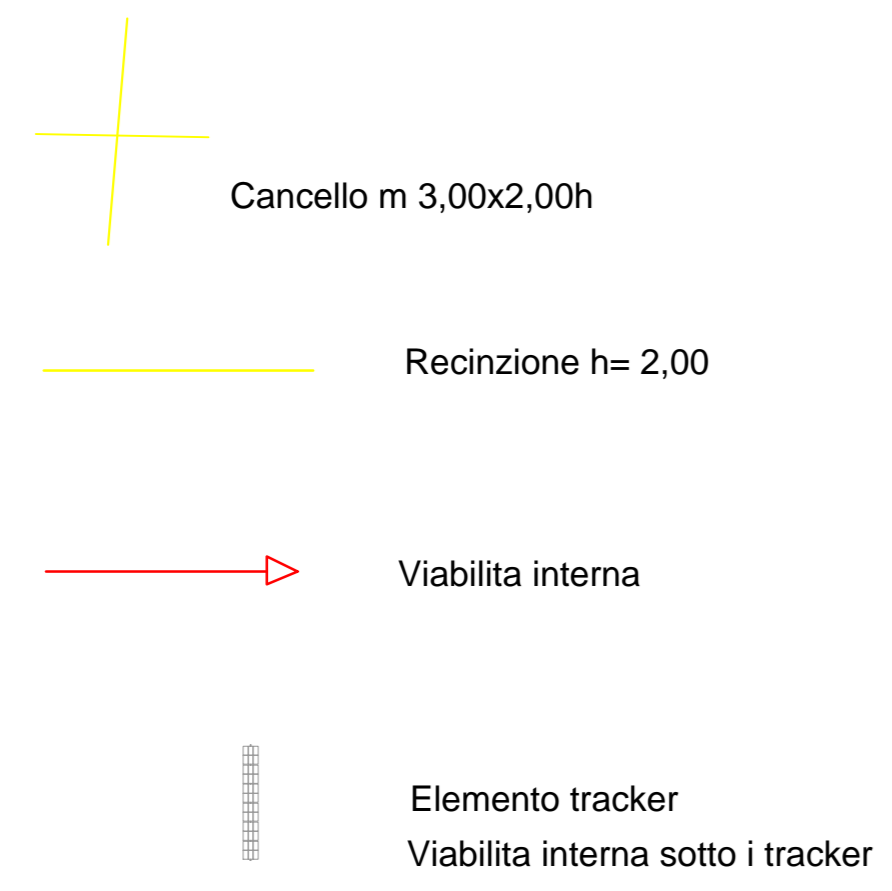 Cancello m 3,00x2,00h
Recinzione h= 2,00
Viabilita interna
Elemento tracker
Viabilita interna sotto i tracker